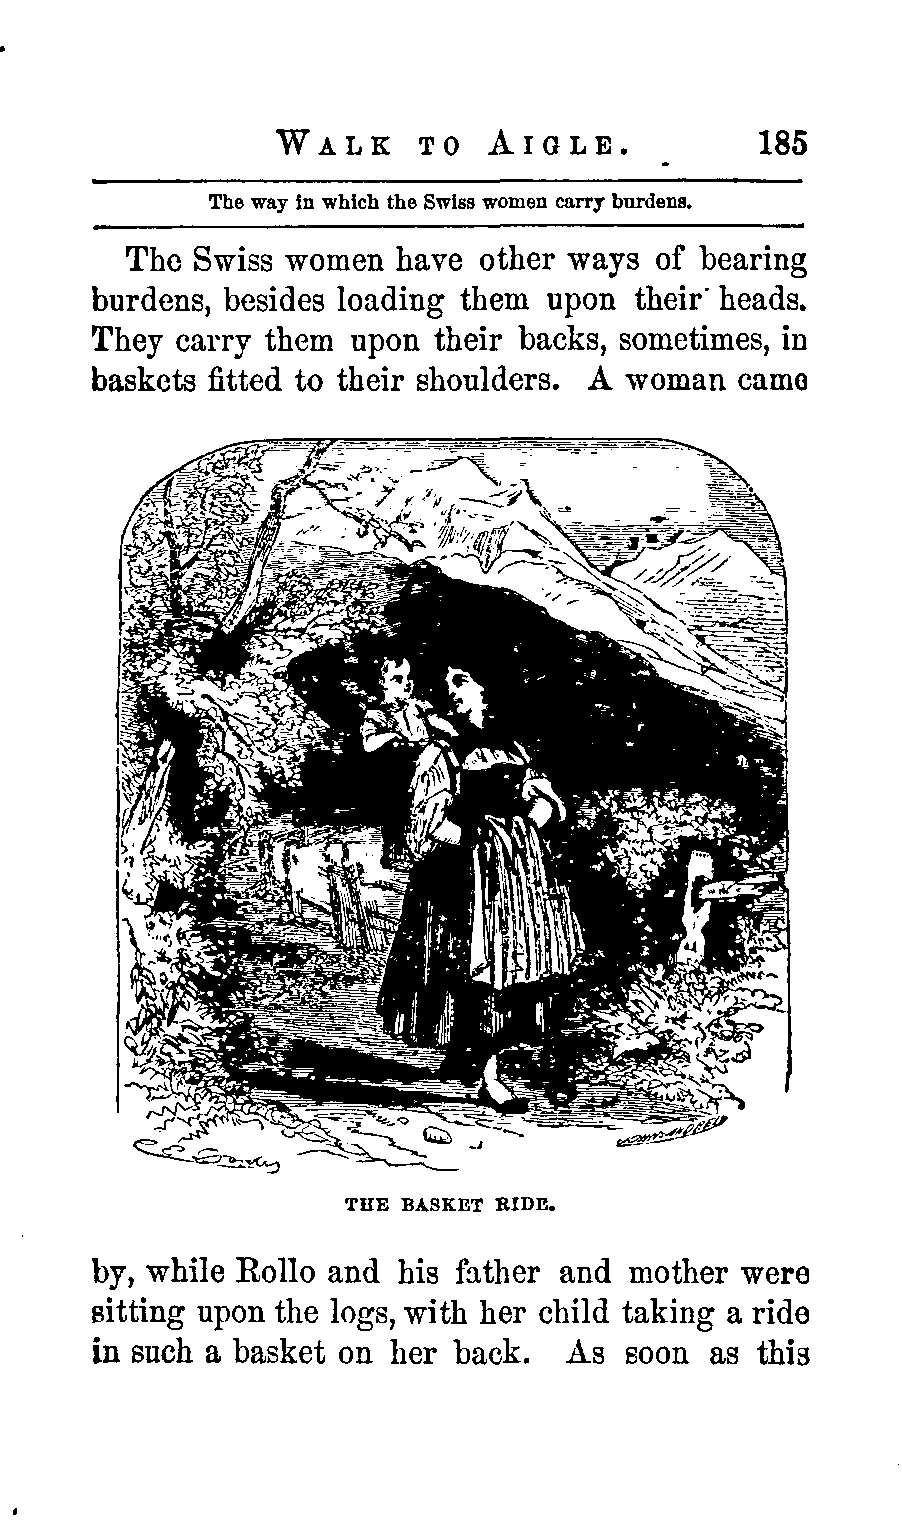 WALK TO AIGLE. 185
The way in which the Swiss women carry burdens.
The Swiss women have other ways of bearing
burdens, besides loading them upon their heads.
They carry them upon their backs, sometimes, in
baskets fitted to their shoulders. A woman came
THE BASKET RIDE.
by, while Rollo and his father and mother were
sitting upon the logs, with her child taking a ride
in such a basket on her back. As soon as this